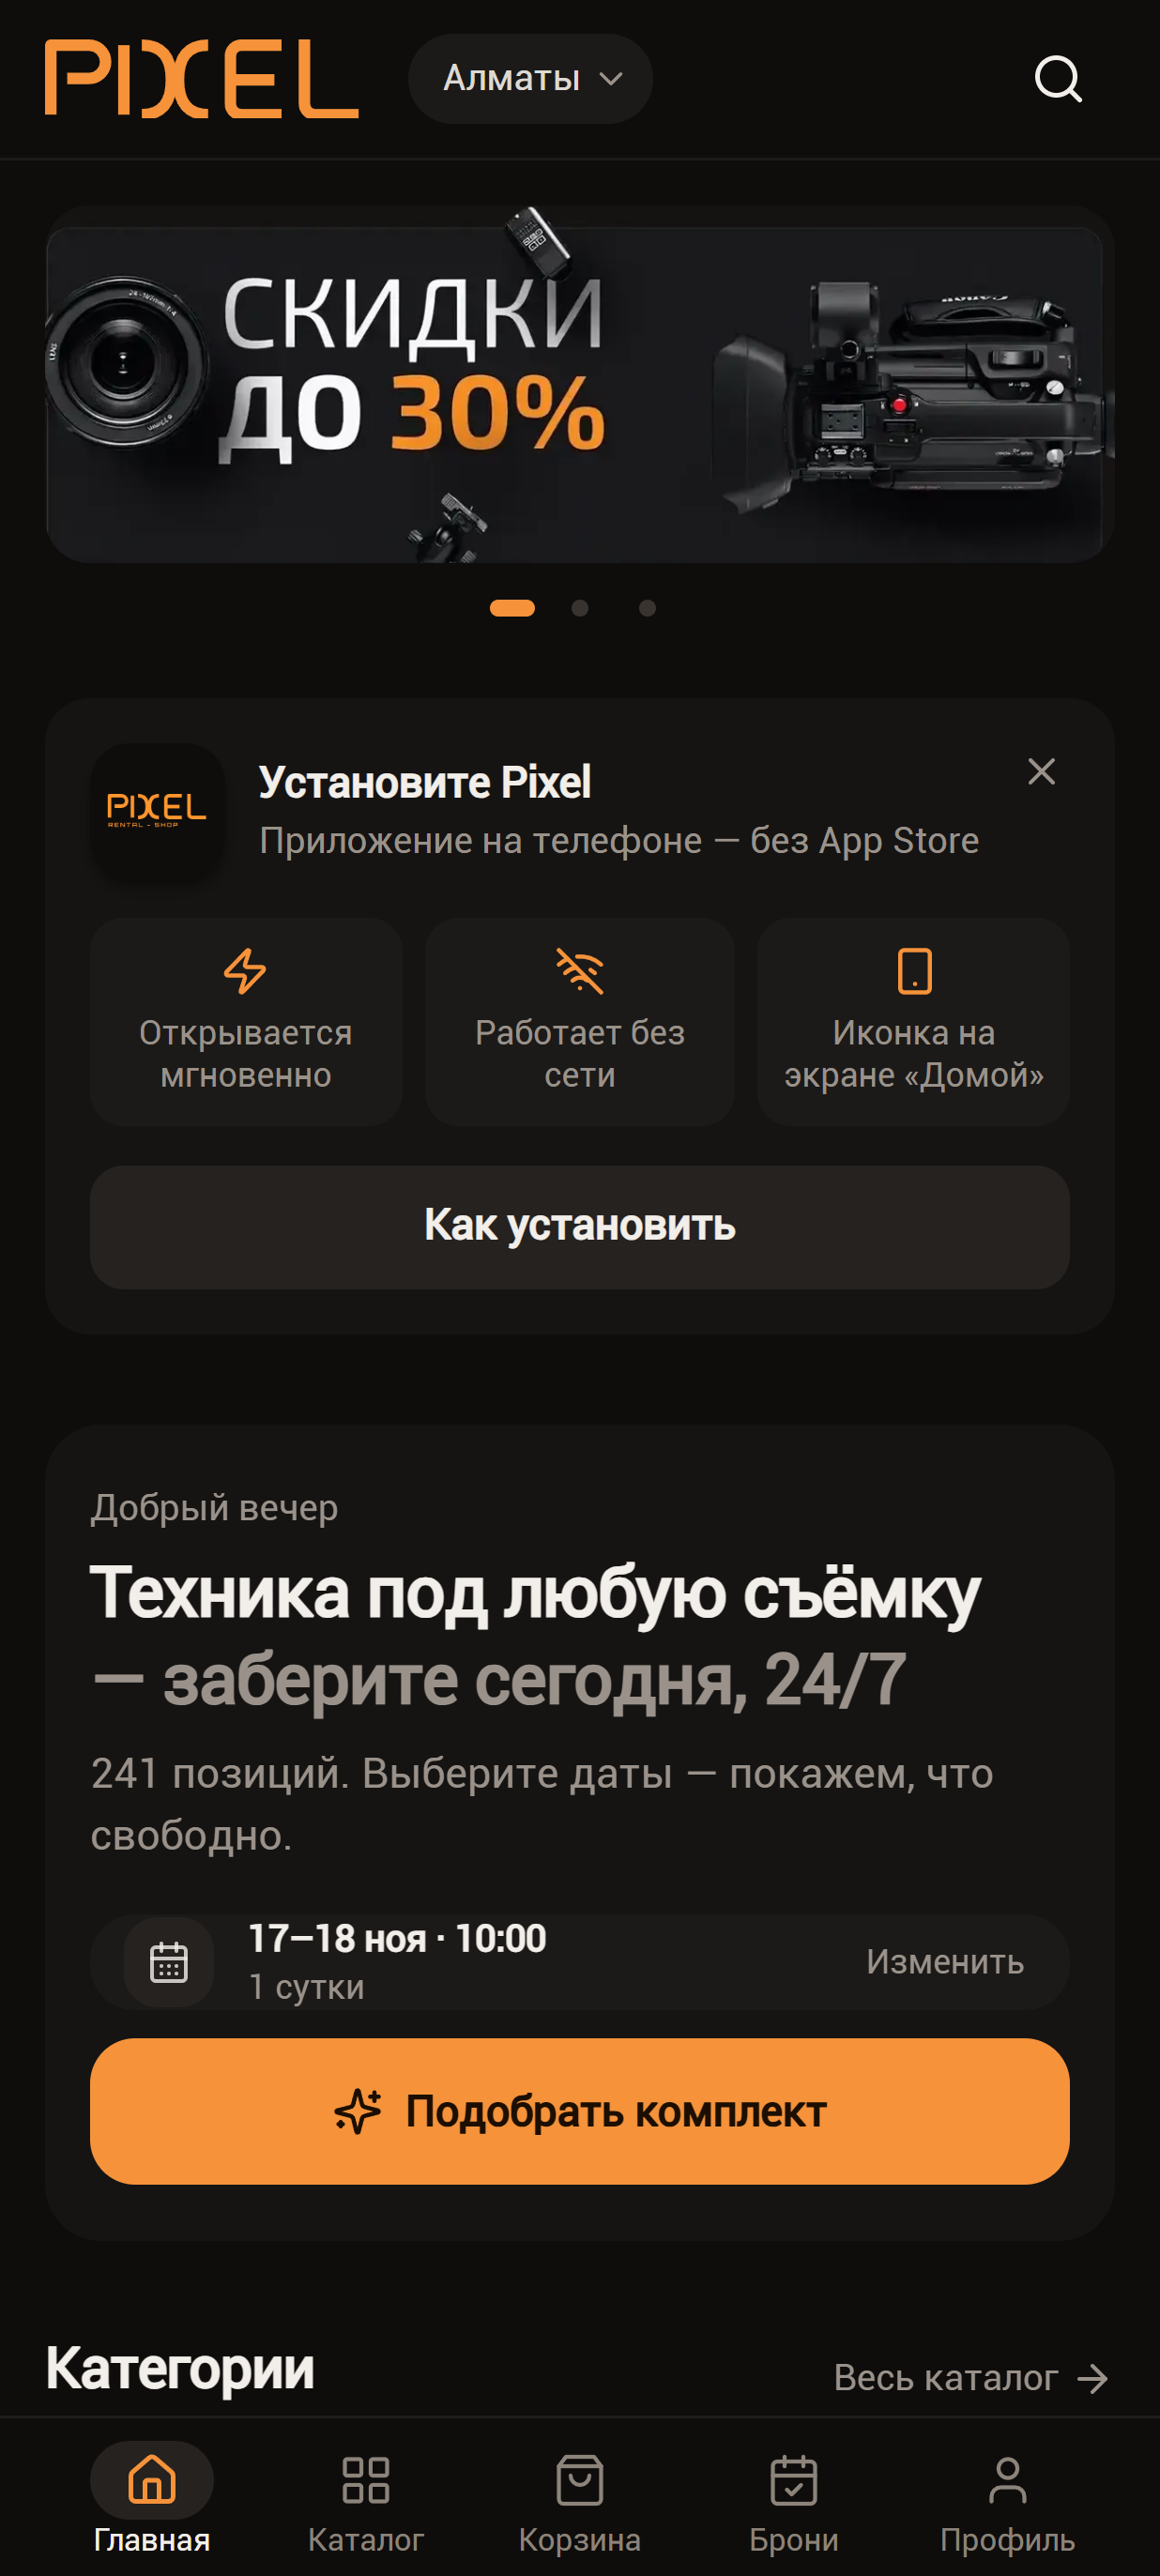 PIXEL
Алматы
СКИДКИ
ДО 30%
Canon
PIXEL
RENTAL - SHOP
Установите Pixel
Приложение на телефоне — без App Store
Открывается
мгновенно
Работает без
сети
Иконка на
экране «Домой»
Как установить
Добрый вечер
Техника под любую съёмку
— заберите сегодня, 24/7
241 позиций. Выберите даты — покажем, что
свободно.
17–18 ноя · 10:00
1 сутки
Изменить
Подобрать комплект
Категории
Весь каталог
Главная
Каталог
Корзина
Брони
Профиль